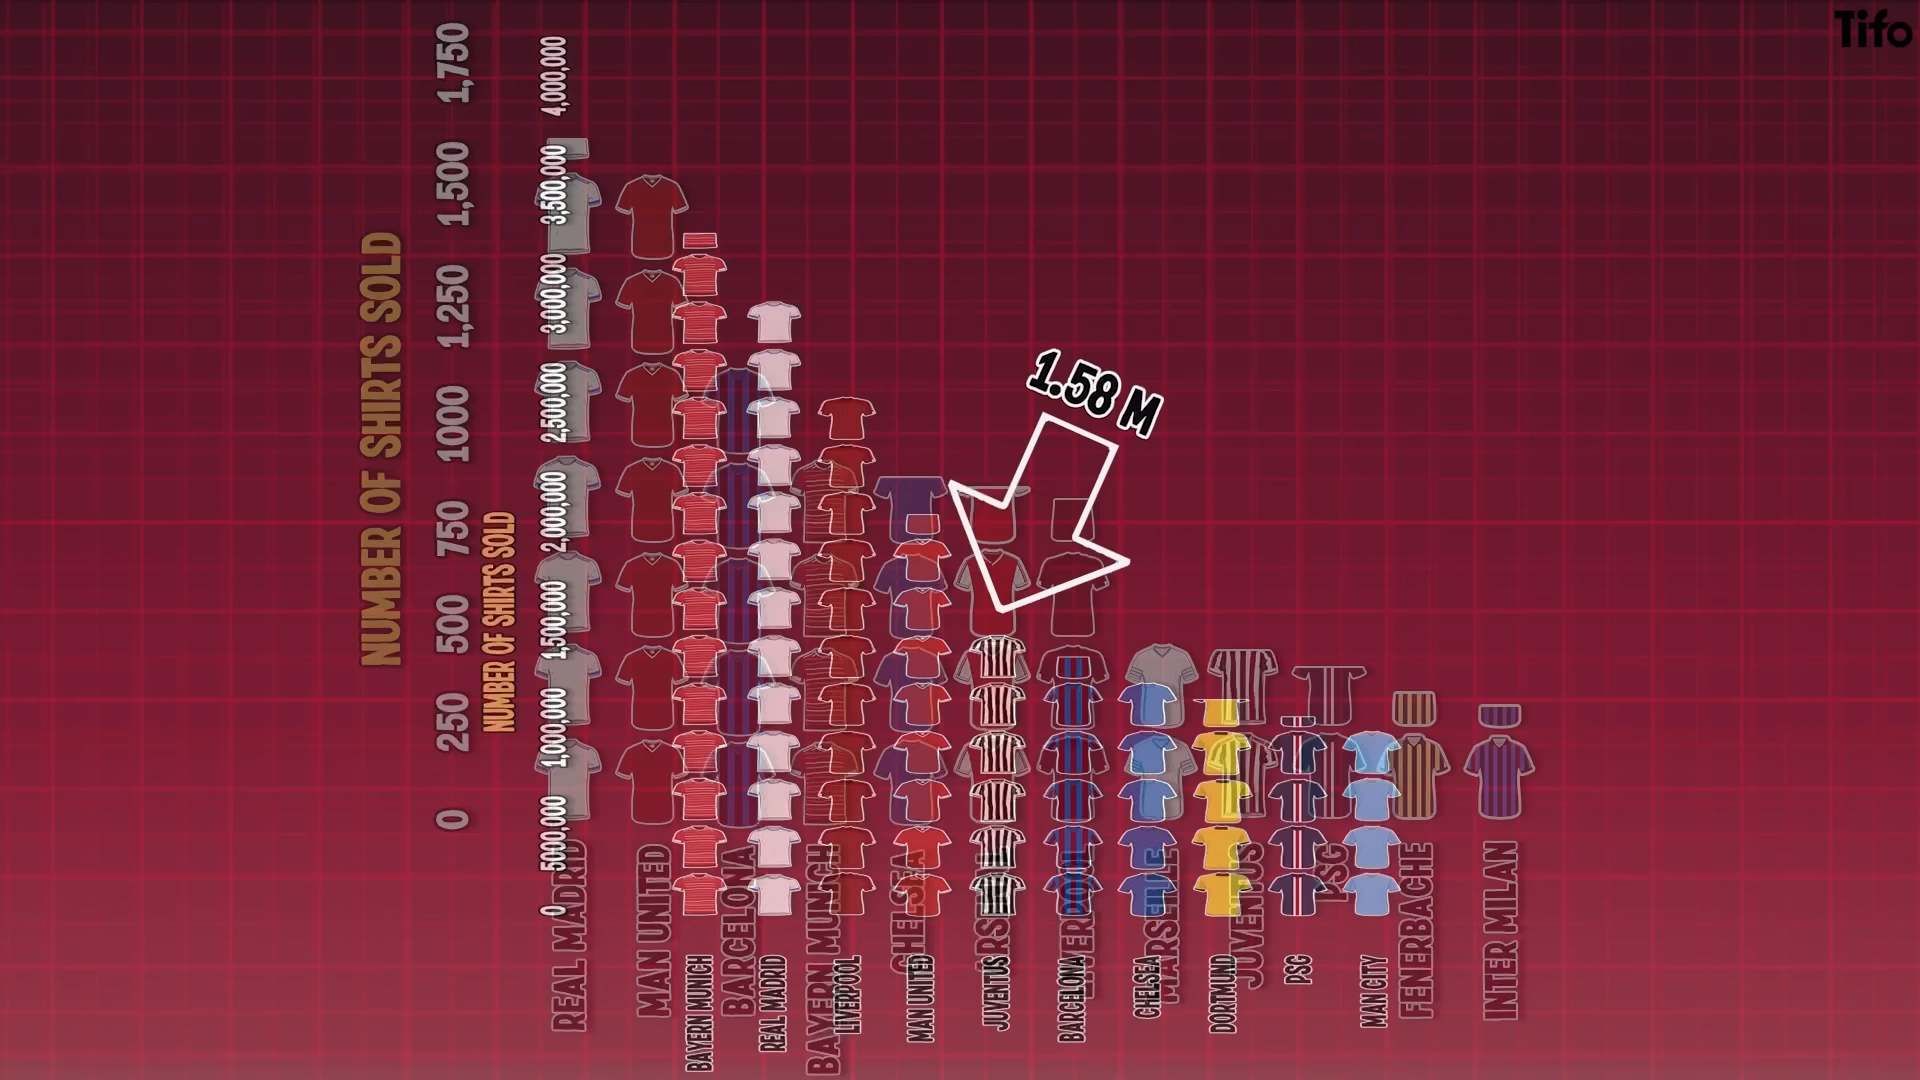 Tifo
NUMBER OF SHIRTS SOLD
1,750
1,500
1,250
1000
750
500
250
0
NUMBER OF SHIRTS SOLD
4,000,000
3,500,000
3,000,000
2,500,000
2,000,000
1,500,000
1,000,000
5000,000
0
1.58 M
REAL MADRID
MAN UNITED
BARCELONA
BAYERN MUNICH
CHELSEA
MARSEILLE
JUVENTUS
PSG
FENERBACHE
INTER MILAN
BAYERN MUNICH
REAL MADRID
LIVERPOOL
MAN UNITED
JUVENTUS
BARCELONA
CHELSEA
DORTMUND
PSG
MAN CITY